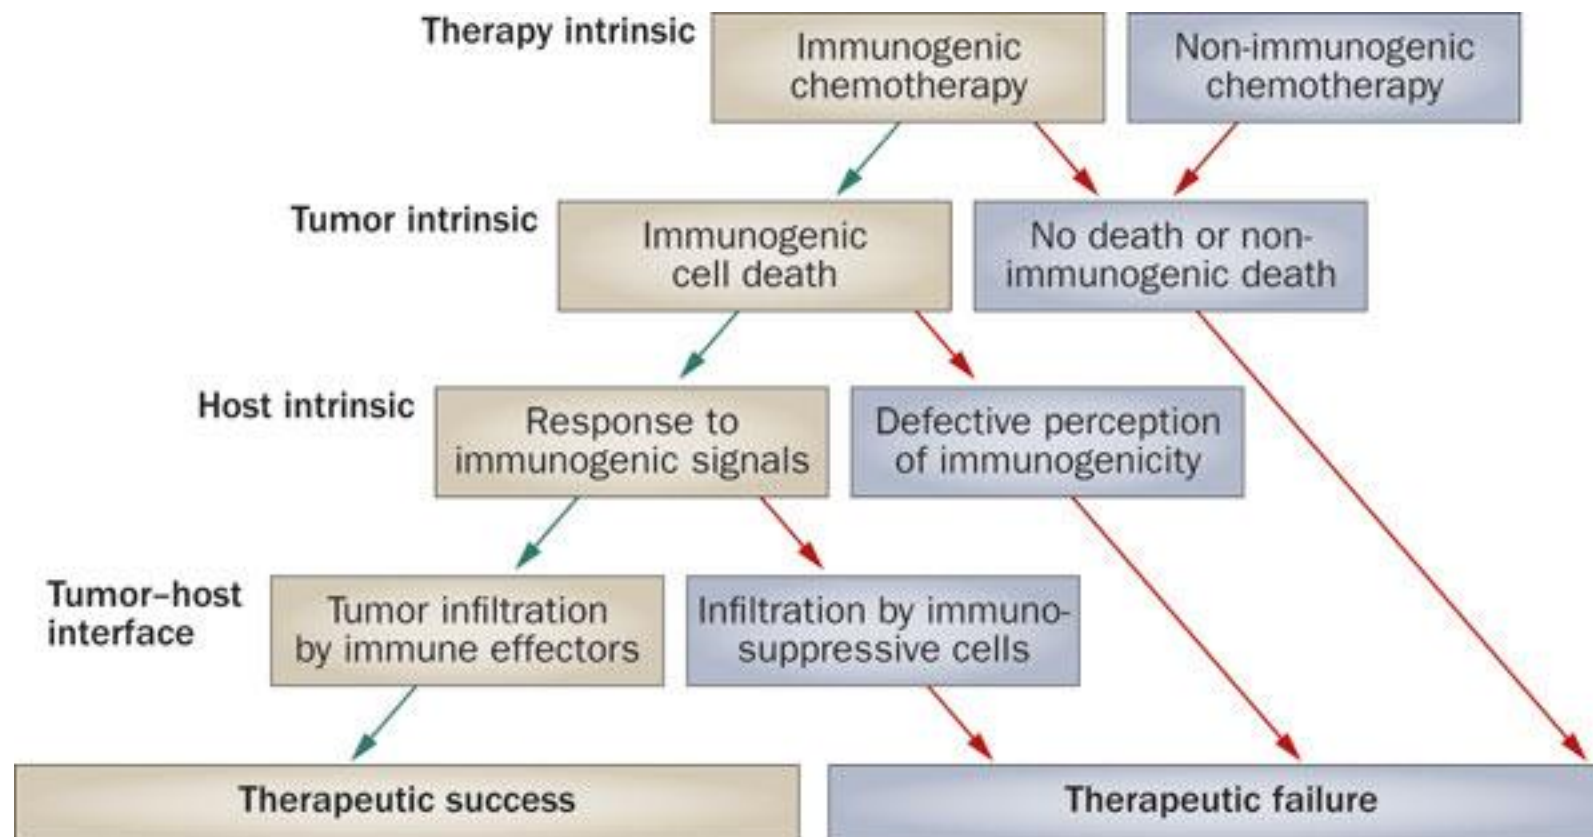 Therapy intrinsic
Immunogenic
chemotherapy
Non-immunogenic
chemotherapy
Tumor intrinsic
Immunogenic
cell death
No death or non-
immunogenic death
Host intrinsic
Response to
immunogenic signals
Defective perception
of immunogenicity
Tumor–host
interface
Tumor infiltration
by immune effectors
Infiltration by immuno-
suppressive cells
Therapeutic success
Therapeutic failure